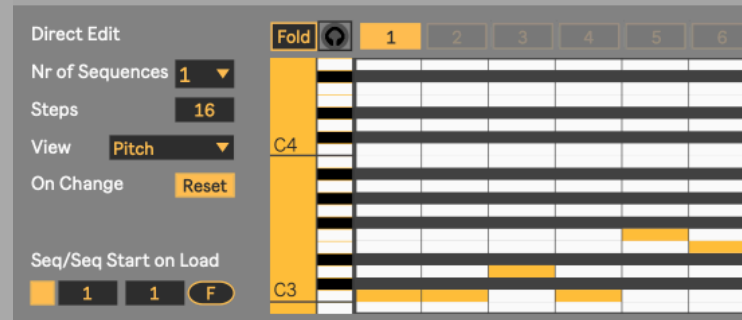 Direct Edit
Fold 1 2 3 4 5 6
Nr of Sequences 1
Steps 16
View Pitch
C4
On Change Reset
Seq/Seq Start on Load
1 1 F
C3